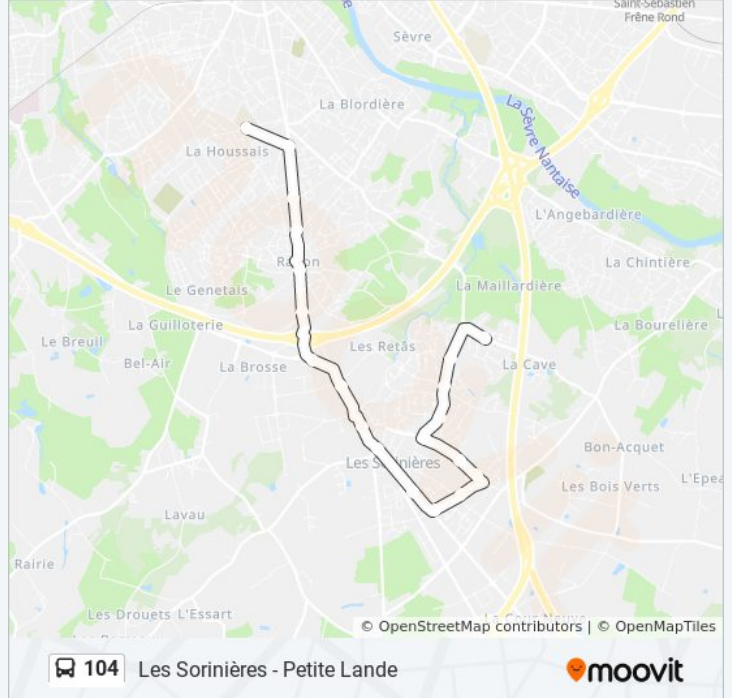 Saint-Sébastien
Frêne Rond
Sèvre
La Blordière
La Sèvre Nantaise
La Houssais
L'Angebardière
La Chintière
La Maillardière
Le Genetais
La Guilloterie
La Bourelière
Le Breuil
Les Retâs
Bel-Air
La Brosse
La Cave
Bon-Acquet
Les Sorinières
Les Bois Verts
L'Epea
Lavau
Rairie
Les Drouets
L'Essart
© OpenStreetMap contributors | © OpenMapTiles
104
Les Sorinières - Petite Lande
moovit